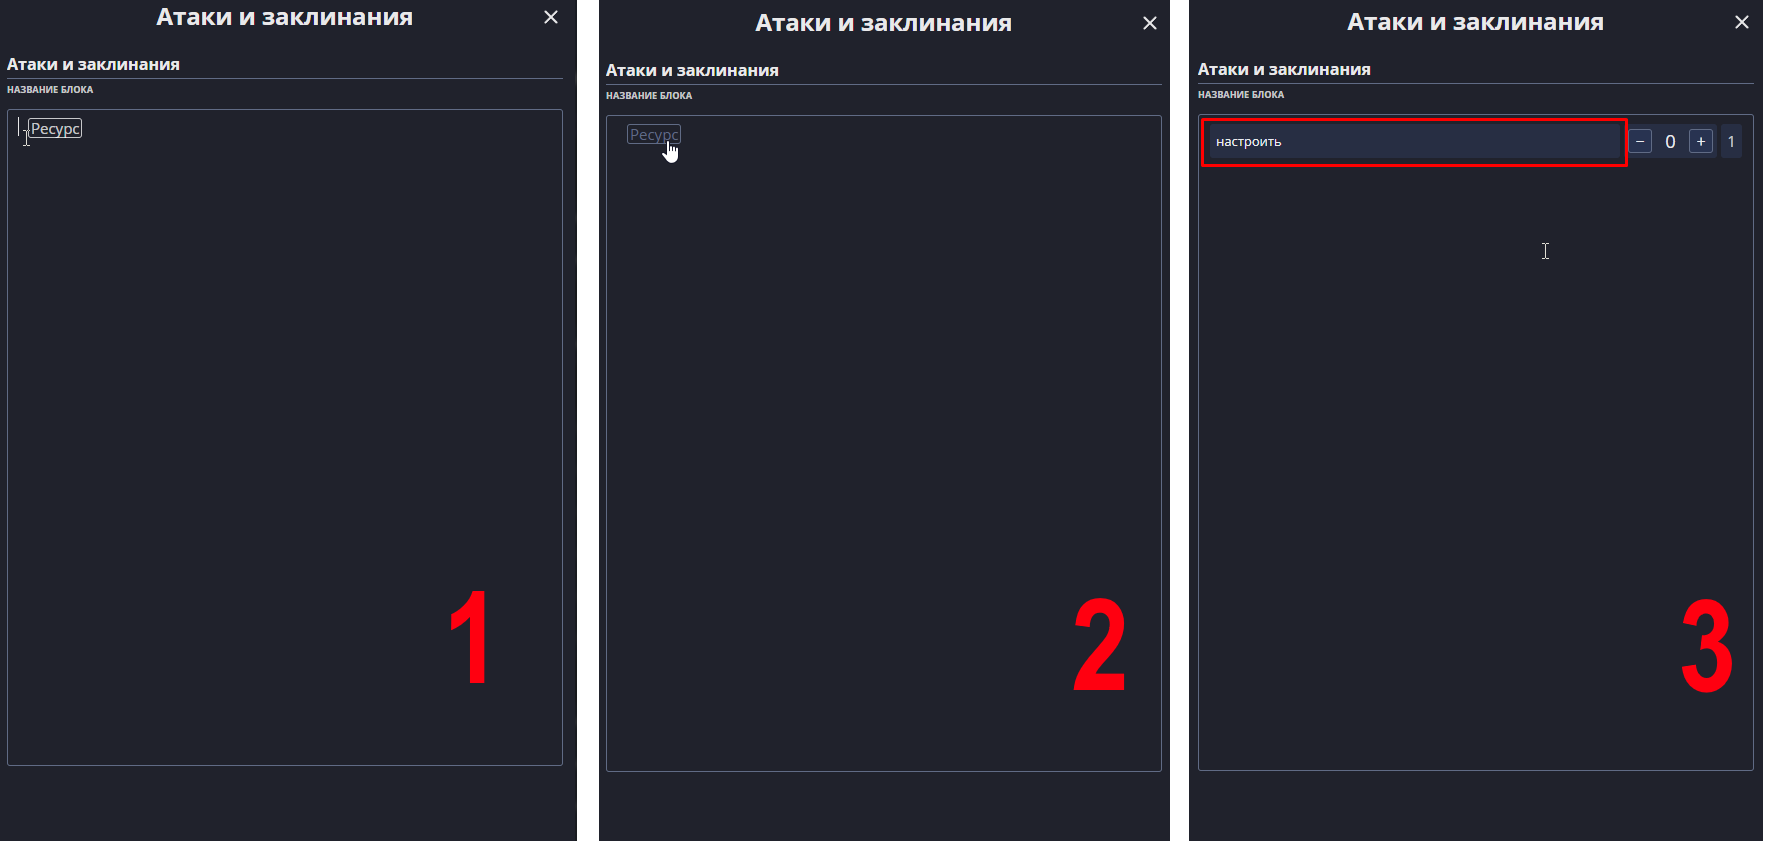 Атаки и заклинания
Атаки и заклинания
НАЗВАНИЕ БЛОКА
Ресурс
1
Атаки и заклинания
Атаки и заклинания
НАЗВАНИЕ БЛОКА
Ресурс
2
Атаки и заклинания
Атаки и заклинания
НАЗВАНИЕ БЛОКА
настроить − 0 + 1
3